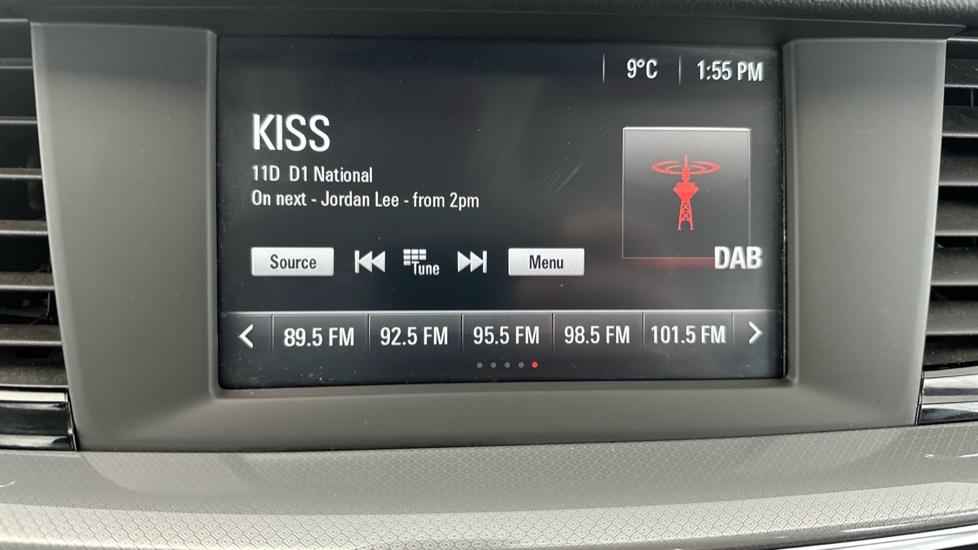 9°C 1:55 PM
KISS
11D D1 National
On next - Jordan Lee - from 2pm
DAB
Source Tune Menu
89.5 FM 92.5 FM 95.5 FM 98.5 FM 101.5 FM